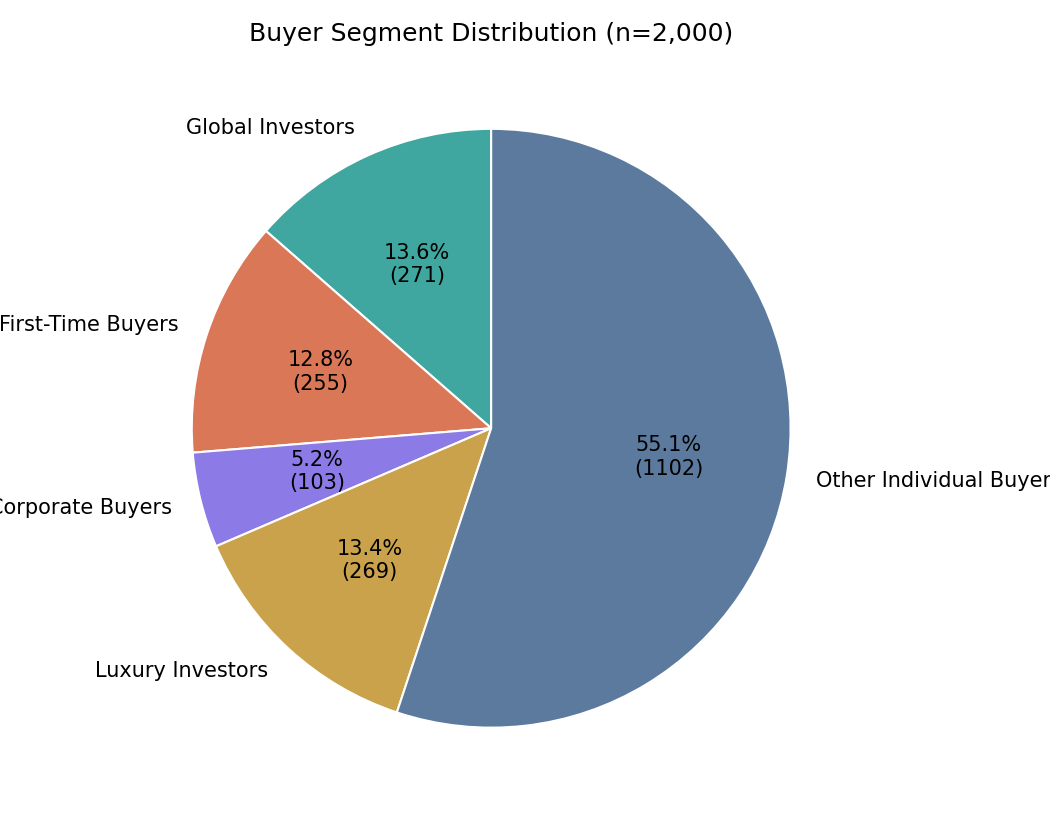 Buyer Segment Distribution (n=2,000)
Global Investors
13.6%
(271)
First-Time Buyers
12.8%
(255)
55.1%
(1102)
5.2%
(103)
Other Individual Buyer
Corporate Buyers
13.4%
(269)
Luxury Investors